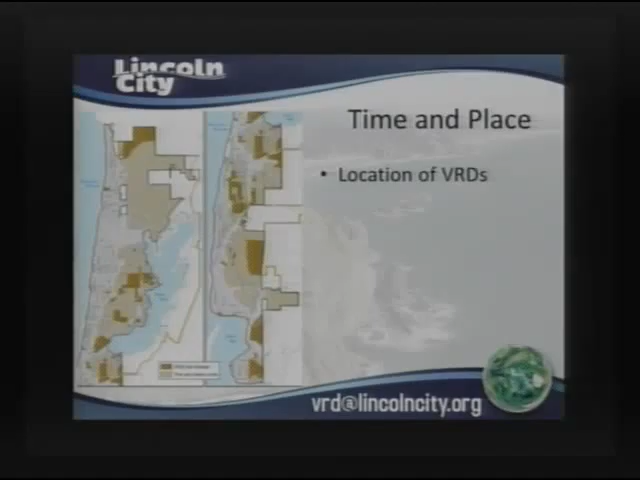 Lincoln
City
Time and Place
• Location of VRDs
vrd@lincolncity.org